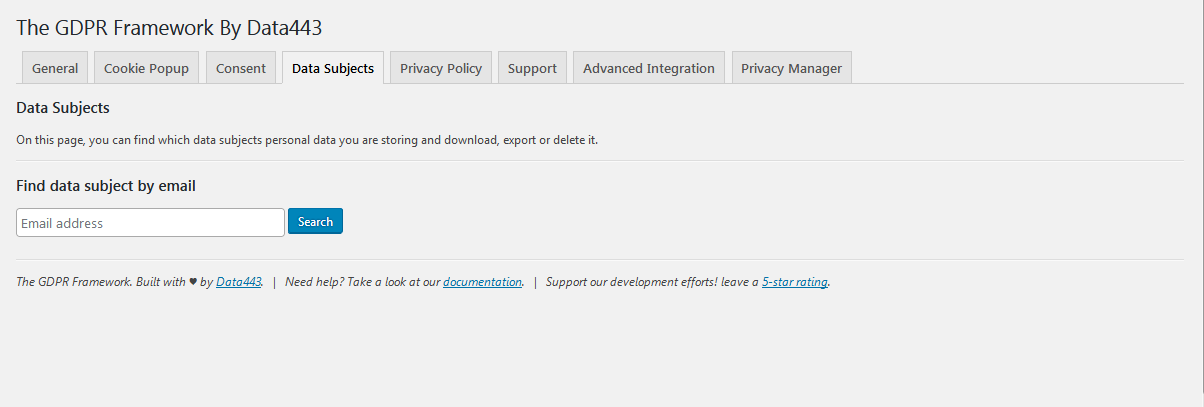 The GDPR Framework By Data443
General Cookie Popup Consent Data Subjects Privacy Policy Support Advanced Integration Privacy Manager
Data Subjects
On this page, you can find which data subjects personal data you are storing and download, export or delete it.
Find data subject by email
Email address Search
The GDPR Framework. Built with ♥ by Data443. | Need help? Take a look at our documentation. | Support our development efforts! leave a 5-star rating.